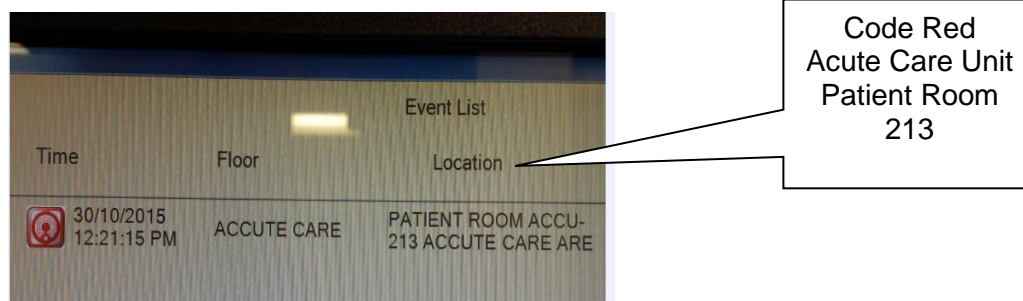 Event List
Time Floor Location
30/10/2015
12:21:15 PM
ACCUTE CARE
PATIENT ROOM ACCU-
213 ACCUTE CARE ARE
Code Red
Acute Care Unit
Patient Room
213